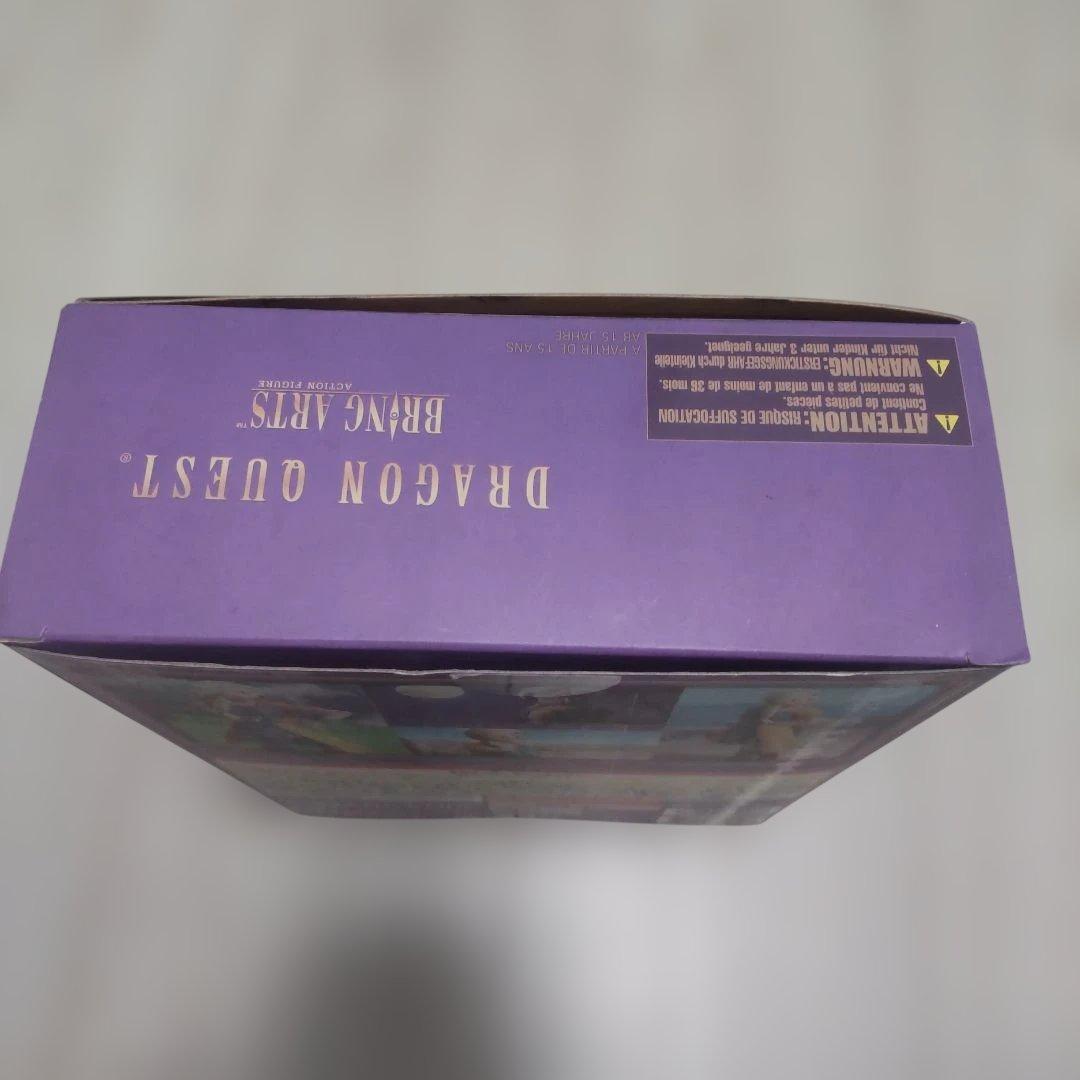 ATTENTION: RISQUE DE SUFFOCATION
Contient de petites pieces.
Ne convient pas a un enfant de moins de 36 mois.
WARNUNG: ERSTICKUNGSGEFAHR durch Kleinteile
Nicht für Kinder unter 3 Jahre geeignet.
DRAGON QUEST®
BRING ARTS™
ACTION FIGURE
A PARTIR DE 15 ANS
AB 15 JAHRE